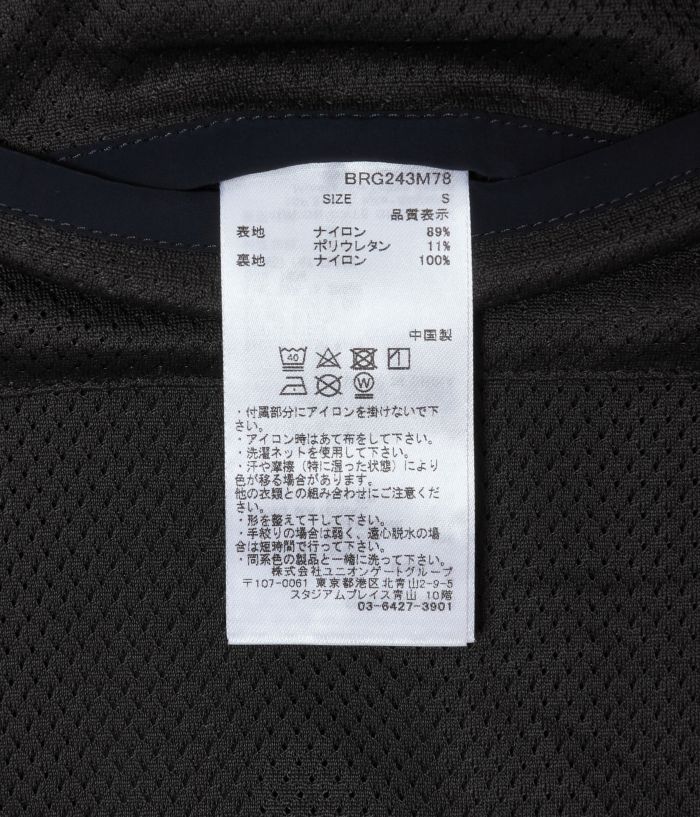 BRG243M78
SIZE S
品質表示
表地 ナイロン 89%
ポリウレタン 11%
裏地 ナイロン 100%
中国製
40
W
・付属部分にアイロンを掛けないで下
さい。
・アイロン時はあて布をして下さい。
・洗濯ネットを使用して下さい。
・汗や摩擦（特に湿った状態）により
色が移る場合があります。
他の衣類との組み合わせにご注意くだ
さい。
・形を整えて干して下さい。
・手絞りの場合は弱く、遠心脱水の場
合は短時間で行って下さい。
・同系色の製品と一緒に洗って下さい。
株式会社ユニオンゲートグループ
〒107-0061 東京都港区北青山2-9-5
スタジアムプレイス青山 10階
03-6427-3901